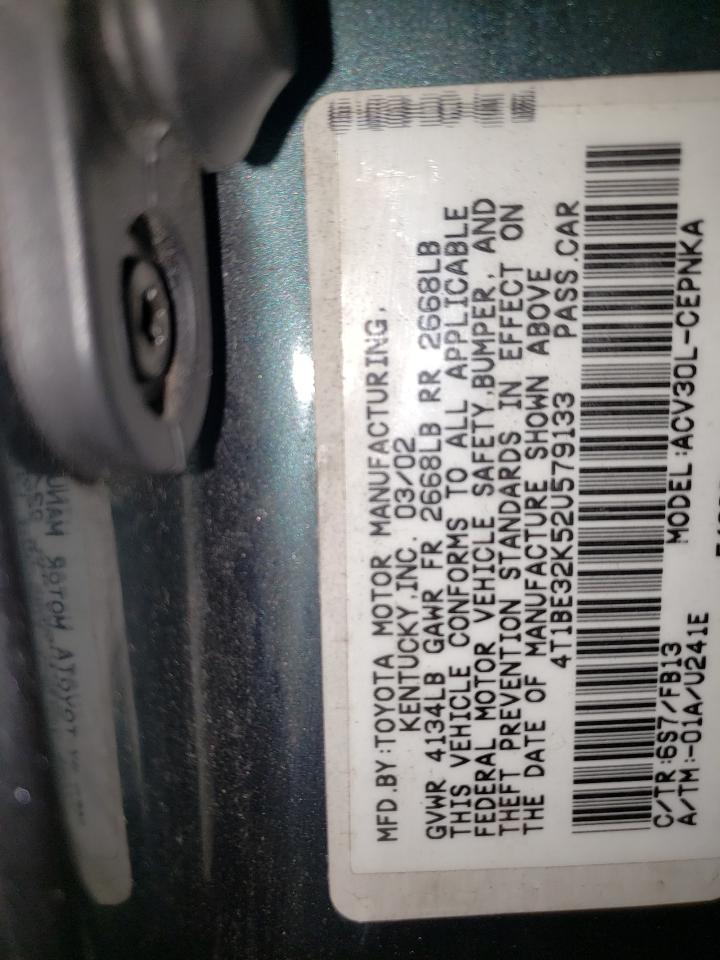 MFD.BY:TOYOTA MOTOR MANUFACTURING,
KENTUCKY,INC. 03/02
GVWR 4134LB GAWR FR 2668LB RR 2668LB
THIS VEHICLE CONFORMS TO ALL APPLICABLE
FEDERAL MOTOR VEHICLE SAFETY,BUMPER, AND
THEFT PREVENTION STANDARDS IN EFFECT ON
THE DATE OF MANUFACTURE SHOWN ABOVE
4T1BE32K52U579133 PASS.CAR
C/TR:6S7/FB13 MODEL:ACV30L-CEPNKA
A/TM:-01A/U241E